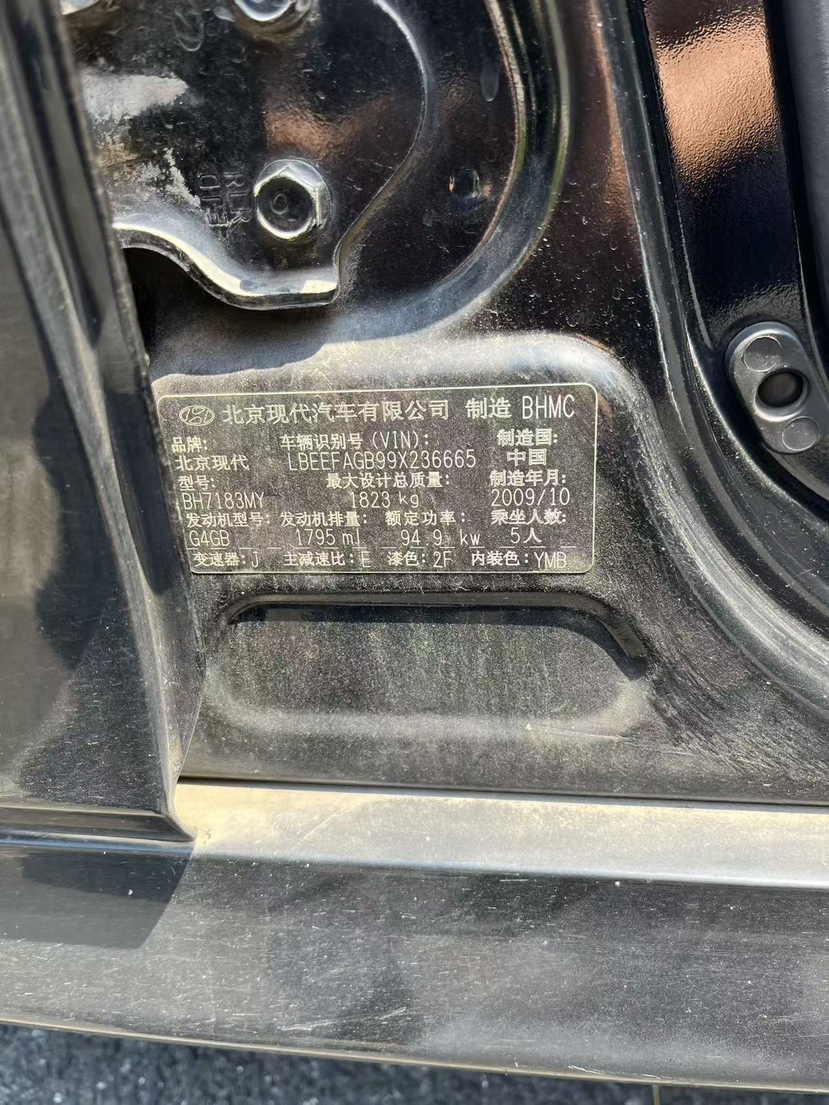 北京现代汽车有限公司 制造 BHMC
品牌: 车辆识别号 (VIN): 制造国:
北京现代 LBEEFAGB99X236665 中国
型号: 最大设计总质量: 制造年月:
BH7183MY 1823 kg 2009/10
发动机型号: 发动机排量: 额定功率: 乘坐人数:
G4GB 1795 ml 94.9 kw 5人
变速器: J 主减速比: E 漆色: 2F 内装色: YMB